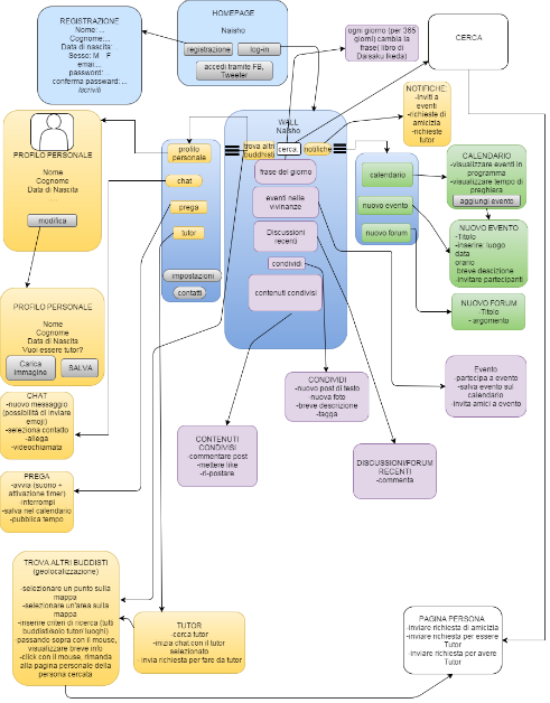 REGISTRAZIONE
Nome: ...
Cognome:...
Data di nascita: ...
Sesso: M - F
emai:...
password: ...
conferma passward: ...
Iscriviti
HOMEPAGE
Naisho
registrazione
log-in
accedi tramite FB,
Tweeter
ogni giorno (per 365
giorni) cambia la
frase( libro di
Daisaku Ikeda)
CERCA
NOTIFICHE
-inviti a
eventi
-richieste di
amicizia
-richieste
tutor
PROFILO PERSONALE
Nome
Cognome
Data di Nascita
modifica
profilo
personale
chat
prega
tutor
impostazioni
contatti
WALL
Naisho
trova altri
buddisti
cerca
notifiche
frase del giorno
eventi nelle
vivinanze
Discussioni
recenti
condividi
contenuti condivisi
calendario
nuovo evento
nuovo forum
CALENDARIO
-visualizzare eventi in
programma
-visualizzare tempo di
preghiera
aggiungi evento
NUOVO EVENTO
-Titolo
-inserire: luogo
data
orario
breve descizione
-invitare partecipanti
NUOVO FORUM
-Titolo
- argomento
PROFILO PERSONALE
Nome
Cognome
Data di Nascita
Vuoi essere tutor?
Carica
Immagine
SALVA
CHAT
-nuovo messaggio
(possibilità di inviare
emoji)
-seleziona contatto
-allega
-videochiamata
CONDIVIDI
-nuovo post di testo
-nuova foto
-breve descrizione
-tagga
Evento
-partecipa a evento
-salva evento sul
calendario
-invita amici a evento
CONTENUTI
CONDIVISI
-commentare post
-mettere like
-ri-postare
DISCUSSIONI/FORUM
RECENTI
-commenta
PREGA
-avvia (suono +
attivazione timer)
-interrompi
-salva nel calendario
-pubblica tempo
TROVA ALTRI BUDDISTI
(geolocalizzazione)
-selezionare un punto sulla
mappa
-selezionare un'area sulla
mappa
-inserire criteri di ricerca (tutti
buddisti/solo tutor/luoghi)
-passando sopra con il mouse,
visualizzare breve info
-click con il mouse, rimanda
alla pagina personale della
persona cercata
TUTOR
-cerca tutor
-inizia chat con il tutor
selezionato
- invia richiesta per fare da tutor
PAGINA PERSONA
-inviare richiesta di amicizia
-inviare richiesta per essere
Tutor
-inviare richiesta per avere
Tutor